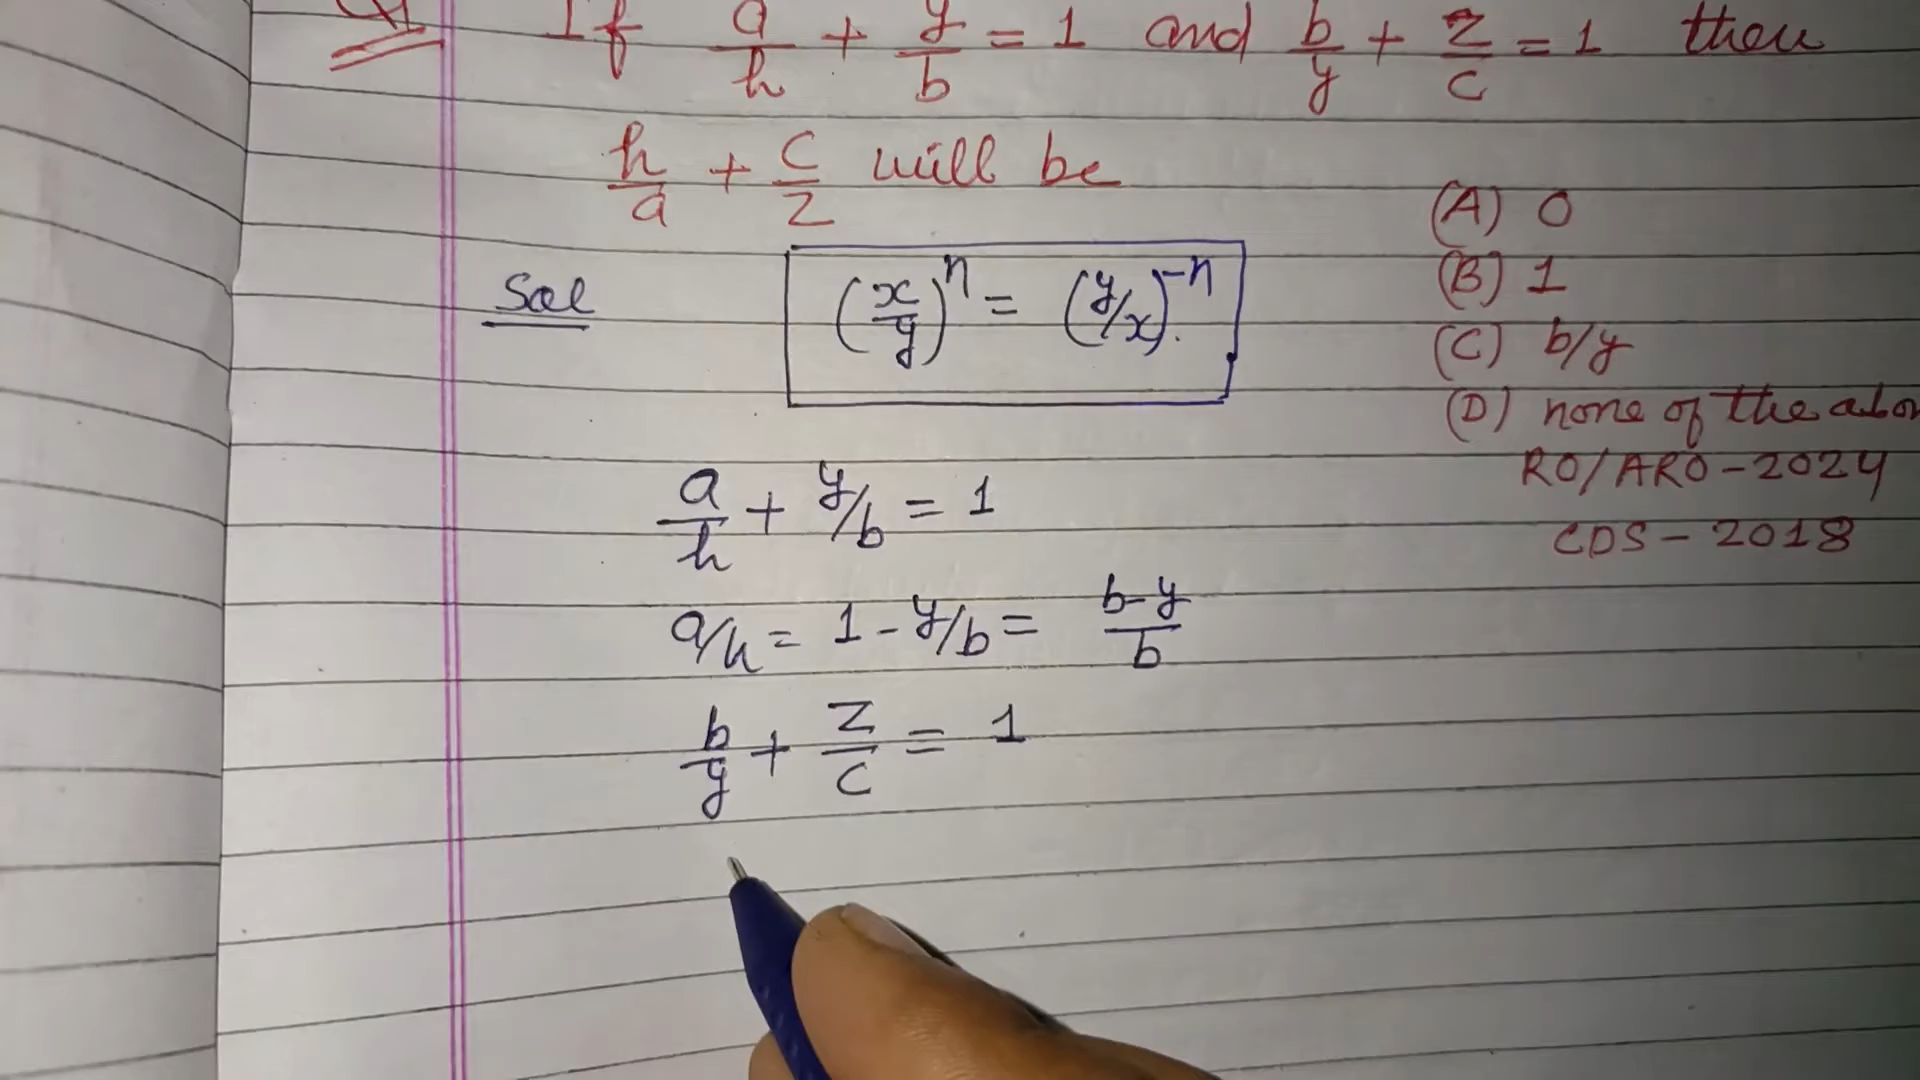 Q1 If a/h + y/b = 1 and b/y + z/c = 1 then
h/a + c/z will be
(A) 0
(B) 1
(C) b/y
(D) none of the abo
RO/ARO-2024
CDS-2018
Sol
(x/y)^n = (y/x)^-n.
a/h + y/b = 1
a/h = 1 - y/b = b-y/b
b/y + z/c = 1